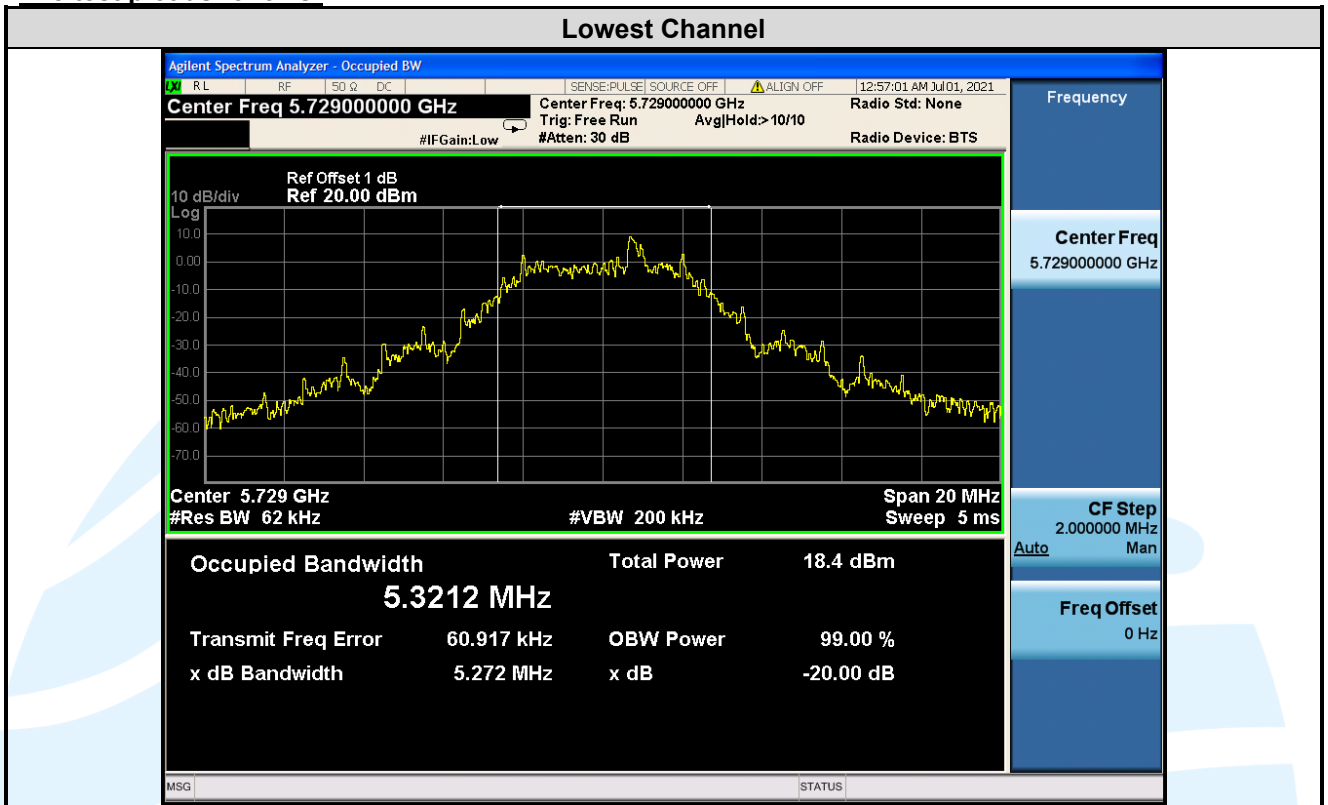 Lowest Channel
Agilent Spectrum Analyzer - Occupied BW
LXI RL RF 50 Ω DC SENSE:PULSE SOURCE OFF ALIGN OFF 12:57:01 AM Jul 01, 2021
Center Freq 5.729000000 GHz
#IFGain:Low
Center Freq: 5.729000000 GHz
Trig: Free Run Avg|Hold:>10/10
#Atten: 30 dB
Radio Std: None
Radio Device: BTS
Ref Offset 1 dB
10 dB/div Ref 20.00 dBm
Log
10.0
0.00
-10.0
-20.0
-30.0
-40.0
-50.0
-60.0
-70.0
Center 5.729 GHz Span 20 MHz
#Res BW 62 kHz #VBW 200 kHz Sweep 5 ms
Occupied Bandwidth Total Power 18.4 dBm
5.3212 MHz
Transmit Freq Error 60.917 kHz OBW Power 99.00 %
x dB Bandwidth 5.272 MHz x dB -20.00 dB
MSG STATUS
Frequency
Center Freq
5.729000000 GHz
CF Step
2.000000 MHz
Auto Man
Freq Offset
0 Hz